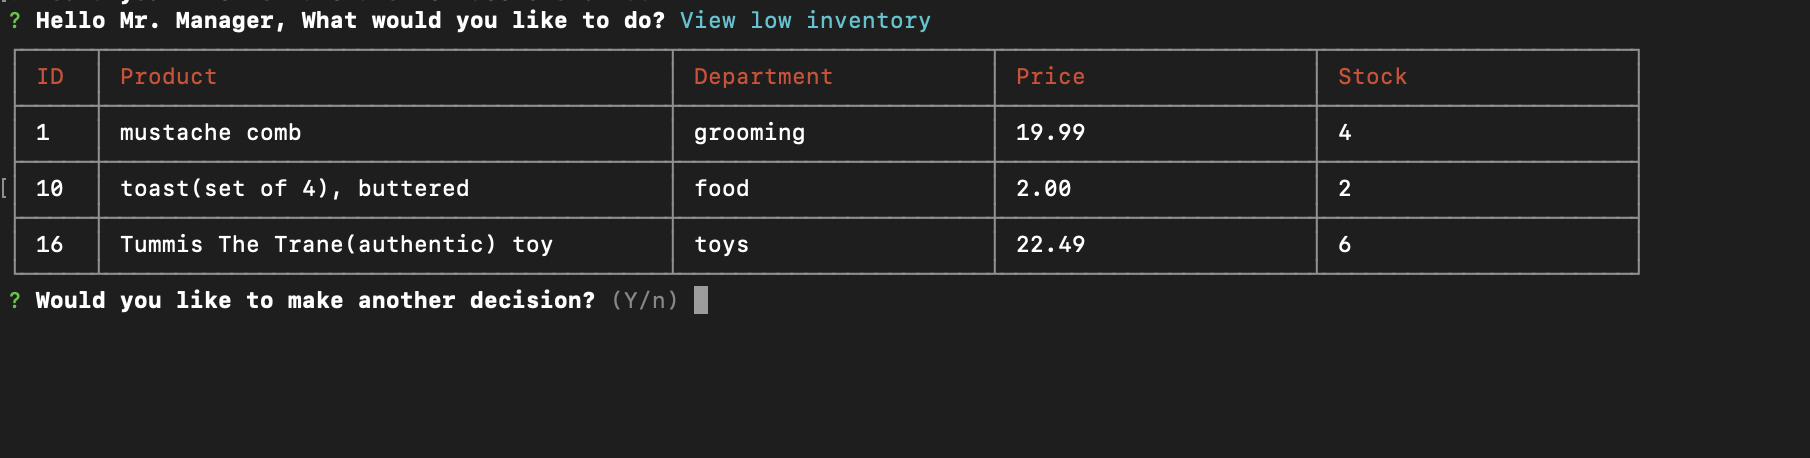 ? Hello Mr. Manager, What would you like to do? View low inventory
ID Product Department Price Stock
1 mustache comb grooming 19.99 4
[ 10 toast(set of 4), buttered food 2.00 2
16 Tummis The Trane(authentic) toy toys 22.49 6
? Would you like to make another decision? (Y/n)